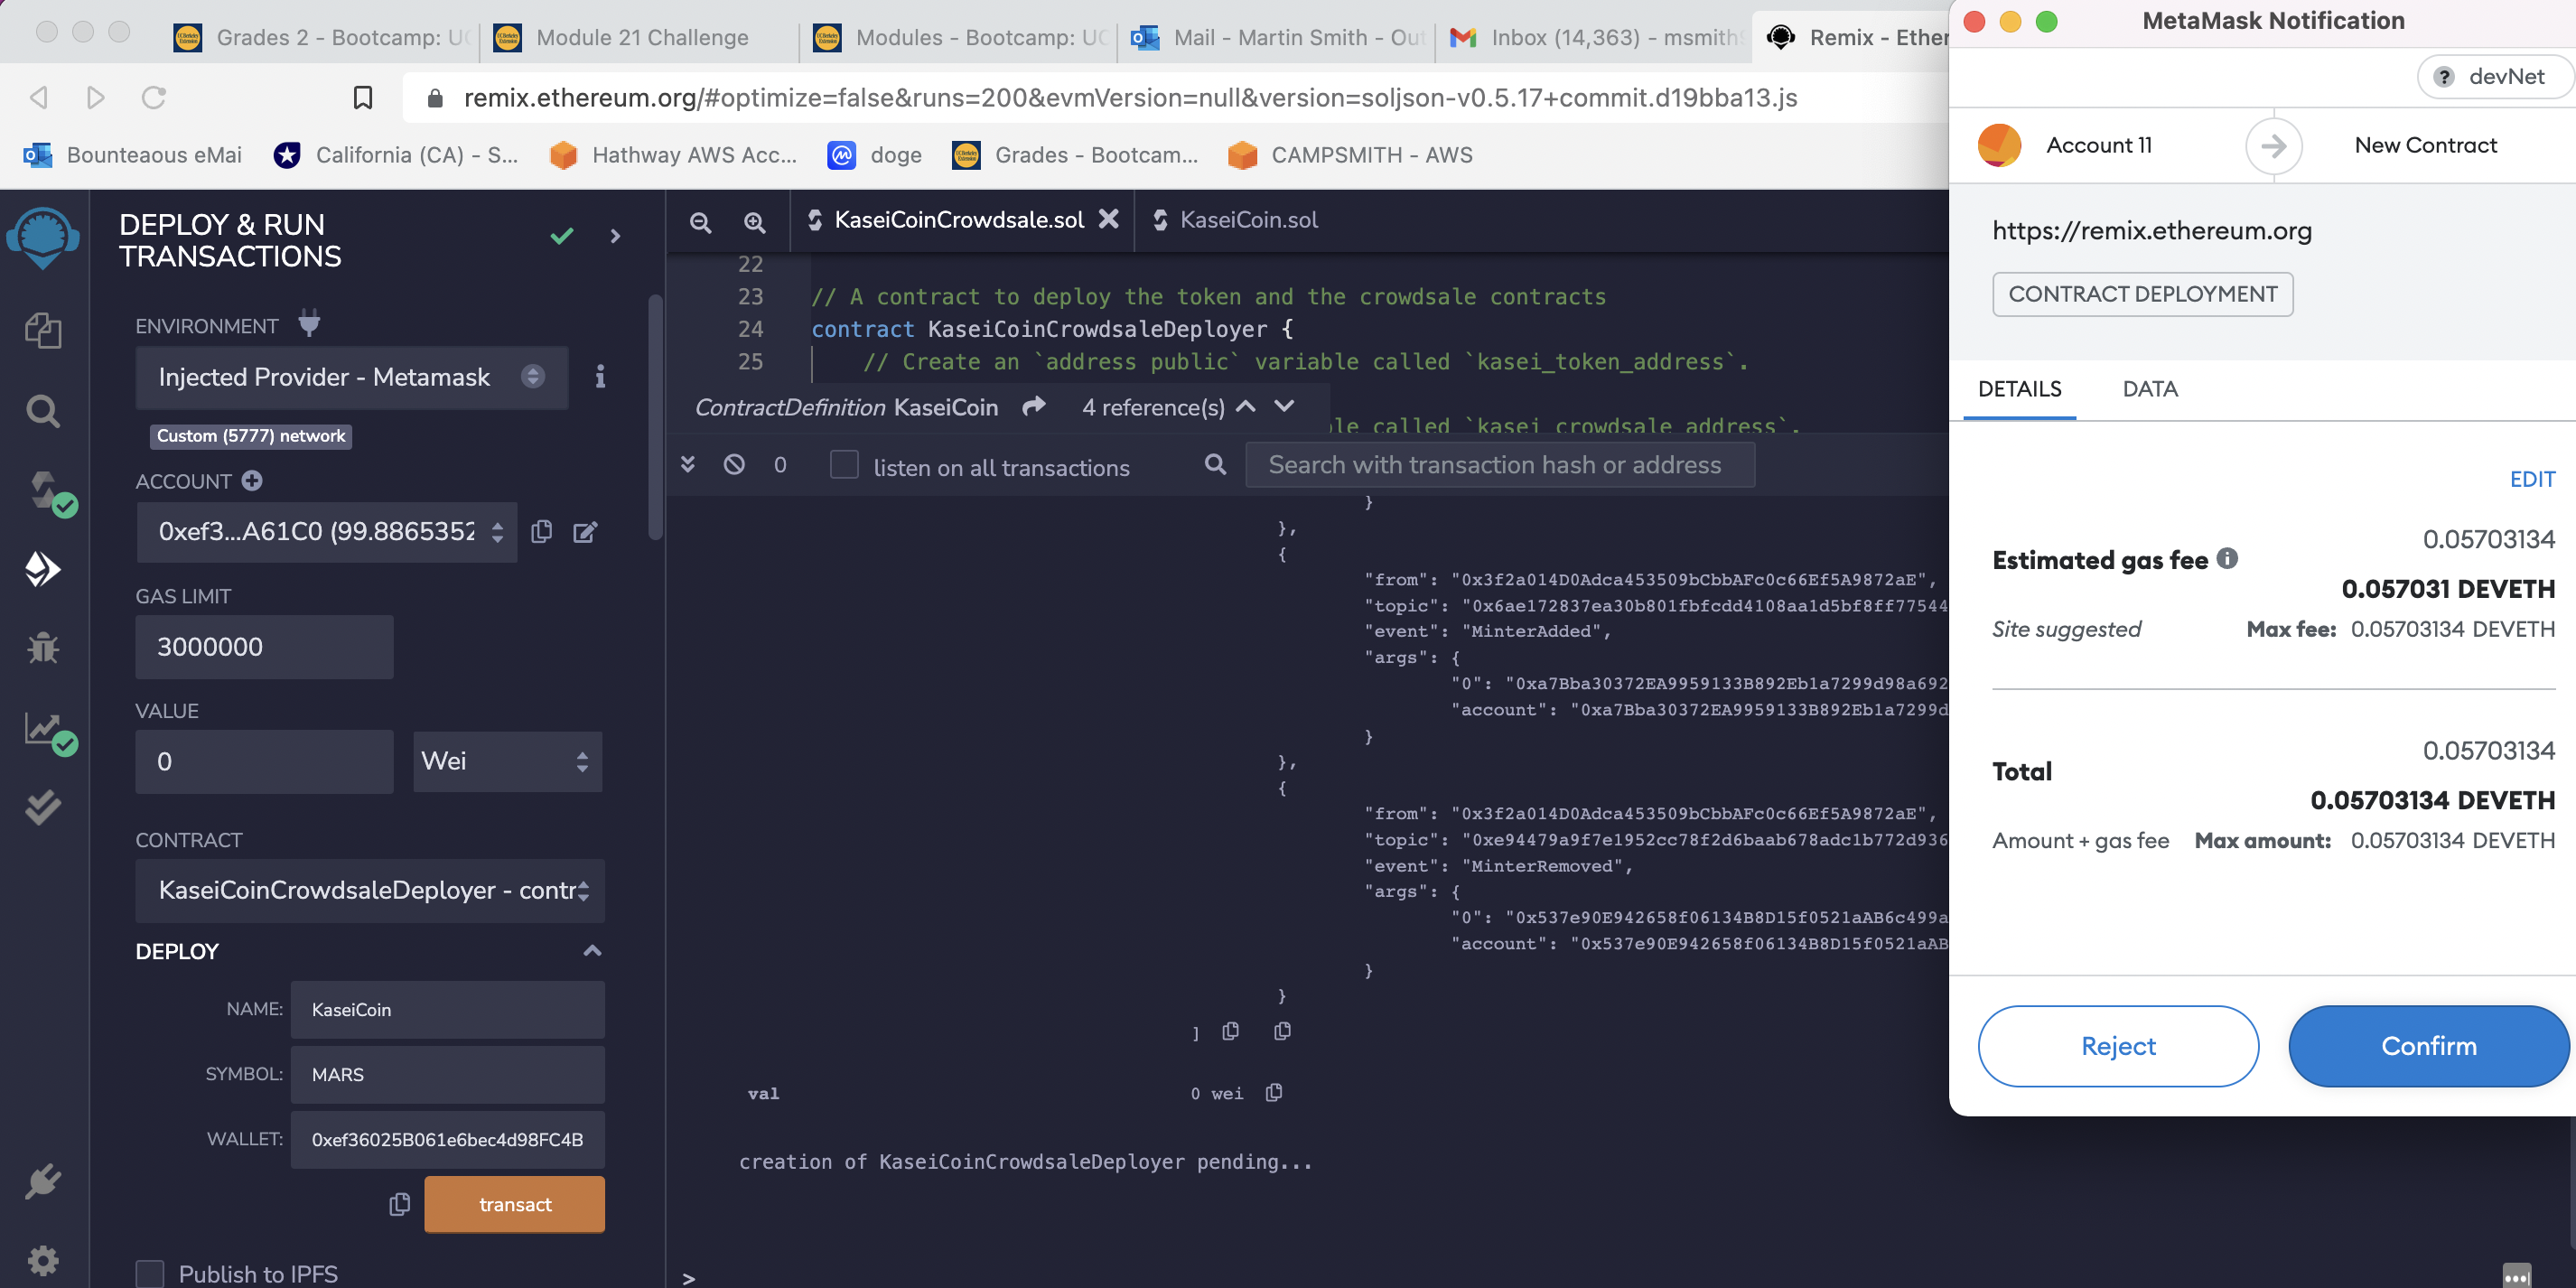 Grades 2 - Bootcamp: UC
Module 21 Challenge
Modules - Bootcamp: UC
Mail - Martin Smith - Out
Inbox (14,363) - msmith
Remix - Ether
MetaMask Notification
remix.ethereum.org/#optimize=false&runs=200&evmVersion=null&version=soljson-v0.5.17+commit.d19bba13.js
? devNet
Bounteaous eMai
California (CA) - S...
Hathway AWS Acc...
doge
Grades - Bootcam...
CAMPSMITH - AWS
Account 11
New Contract
https://remix.ethereum.org
CONTRACT DEPLOYMENT
DETAILS
DATA
EDIT
0.05703134
Estimated gas fee
0.057031 DEVETH
Site suggested
Max fee: 0.05703134 DEVETH
0.05703134
Total
0.05703134 DEVETH
Amount + gas fee
Max amount: 0.05703134 DEVETH
Reject
Confirm
DEPLOY & RUN
TRANSACTIONS
ENVIRONMENT
Injected Provider - Metamask
Custom (5777) network
ACCOUNT
0xef3...A61C0 (99.8865352
GAS LIMIT
3000000
VALUE
0
Wei
CONTRACT
KaseiCoinCrowdsaleDeployer - contr
DEPLOY
NAME: KaseiCoin
SYMBOL: MARS
WALLET: 0xef36025B061e6bec4d98FC4B
transact
Publish to IPFS
KaseiCoinCrowdsale.sol
KaseiCoin.sol
22
23 // A contract to deploy the token and the crowdsale contracts
24 contract KaseiCoinCrowdsaleDeployer {
25 // Create an `address public` variable called `kasei_token_address`.
ContractDefinition KaseiCoin 4 reference(s)
le called `kasei_crowdsale_address`.
0 listen on all transactions
Search with transaction hash or address
}
},
{
"from": "0x3f2a014D0Adca453509bCbbAFc0c66Ef5A9872aE",
"topic": "0x6ae172837ea30b801fbfcdd4108aa1d5bf8ff77544
"event": "MinterAdded",
"args": {
"0": "0xa7Bba30372EA9959133B892Eb1a7299d98a692
"account": "0xa7Bba30372EA9959133B892Eb1a7299d
}
},
{
"from": "0x3f2a014D0Adca453509bCbbAFc0c66Ef5A9872aE",
"topic": "0xe94479a9f7e1952cc78f2d6baab678adc1b772d936
"event": "MinterRemoved",
"args": {
"0": "0x537e90E942658f06134B8D15f0521aAB6c499a
"account": "0x537e90E942658f06134B8D15f0521aAB
}
}
]
val 0 wei
creation of KaseiCoinCrowdsaleDeployer pending...
>